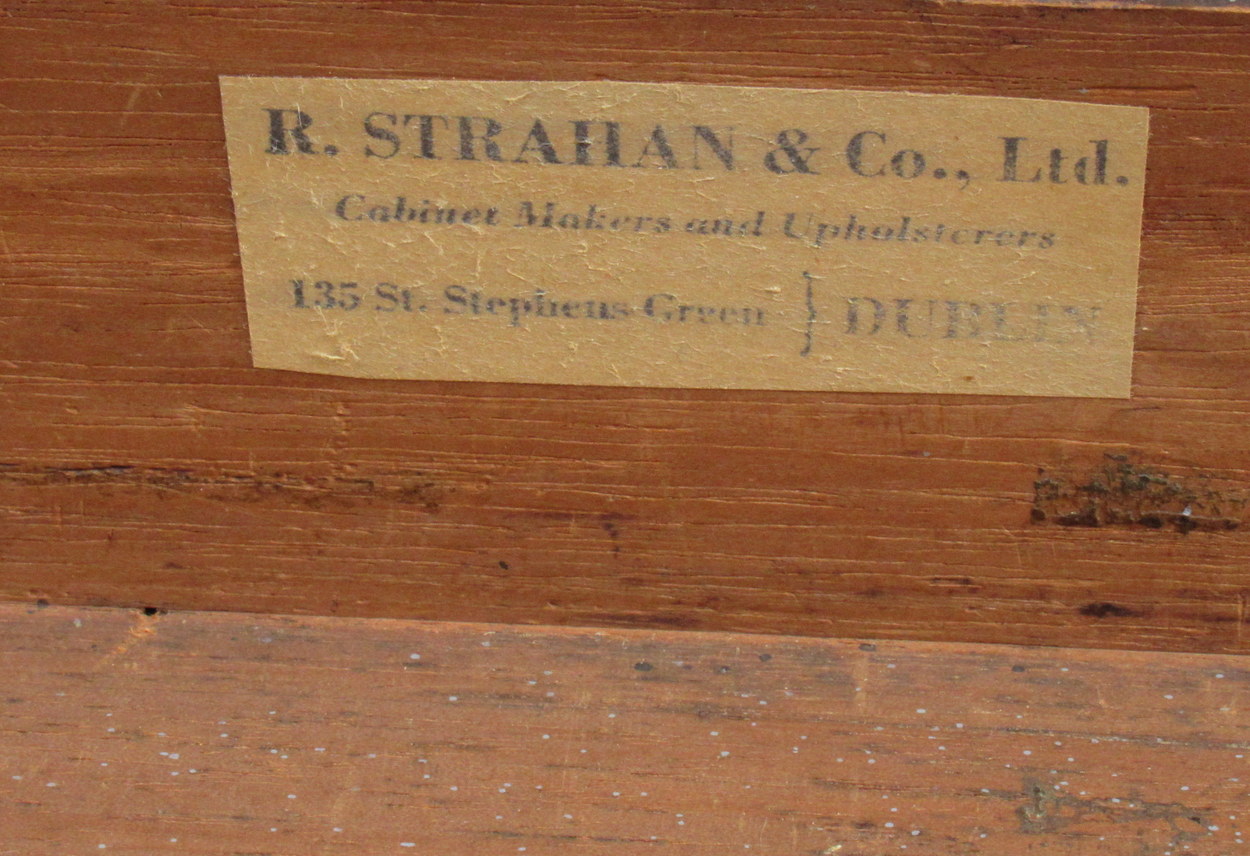 R. STRAHAN & Co., Ltd.
Cabinet Makers and Upholsterers
135 St. Stephens Green } DUBLIN